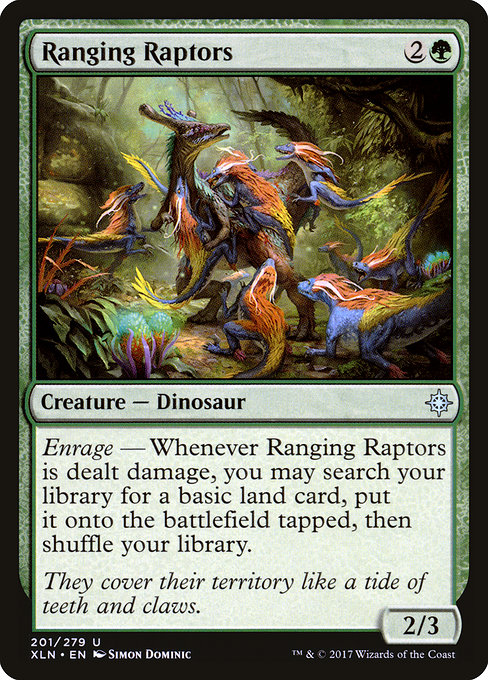 Ranging Raptors 2
Creature — Dinosaur
Enrage — Whenever Ranging Raptors
is dealt damage, you may search your
library for a basic land card, put
it onto the battlefield tapped, then
shuffle your library.
They cover their territory like a tide of
teeth and claws.
2/3
201/279 U
XLN • EN Simon Dominic ™ & © 2017 Wizards of the Coast